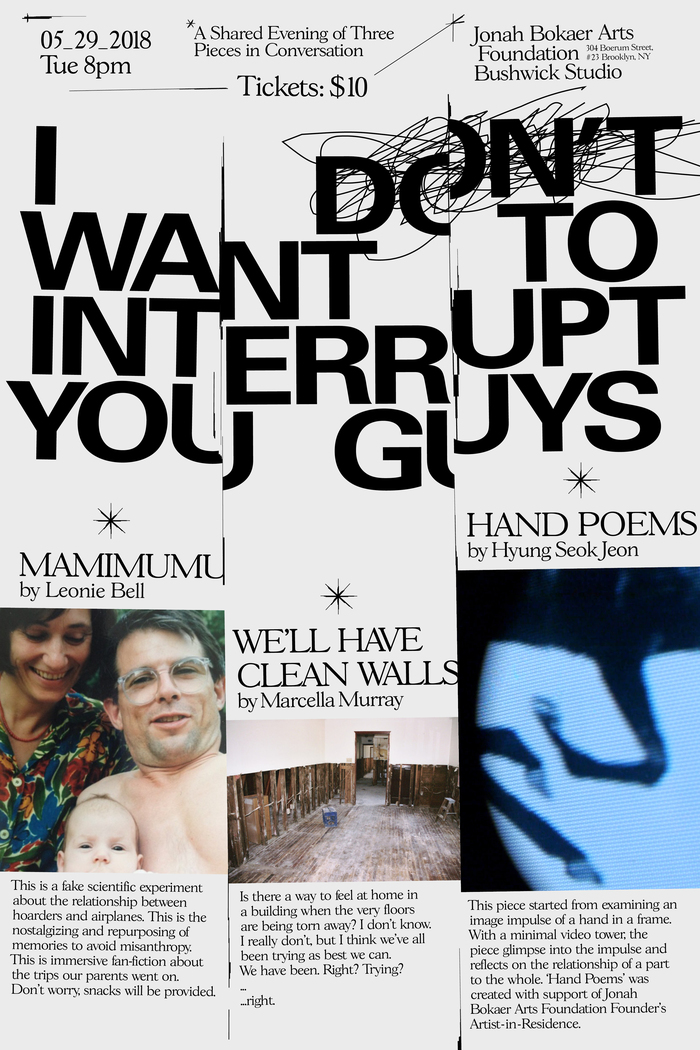 05_29_2018
Tue 8pm
*A Shared Evening of Three
Pieces in Conversation
Tickets: $10
Jonah Bokaer Arts
Foundation
304 Boerum Street,
#23 Brooklyn, NY
Bushwick Studio
I DON'T
WANT TO
INTERRUPT
YOU GUYS
MAMIMUMU
by Leonie Bell
This is a fake scientific experiment
about the relationship between
hoarders and airplanes. This is the
nostalgizing and repurposing of
memories to avoid misanthropy.
This is immersive fan-fiction about
the trips our parents went on.
Don't worry, snacks will be provided.
WE'LL HAVE
CLEAN WALLS
by Marcella Murray
Is there a way to feel at home in
a building when the very floors
are being torn away? I don't know.
I really don't, but I think we've all
been trying as best we can.
We have been. Right? Trying?
...
...right.
HAND POEMS
by Hyung Seok Jeon
This piece started from examining an
image impulse of a hand in a frame.
With a minimal video tower, the
piece glimpse into the impulse and
reflects on the relationship of a part
to the whole. 'Hand Poems' was
created with support of Jonah
Bokaer Arts Foundation Founder's
Artist-in-Residence.